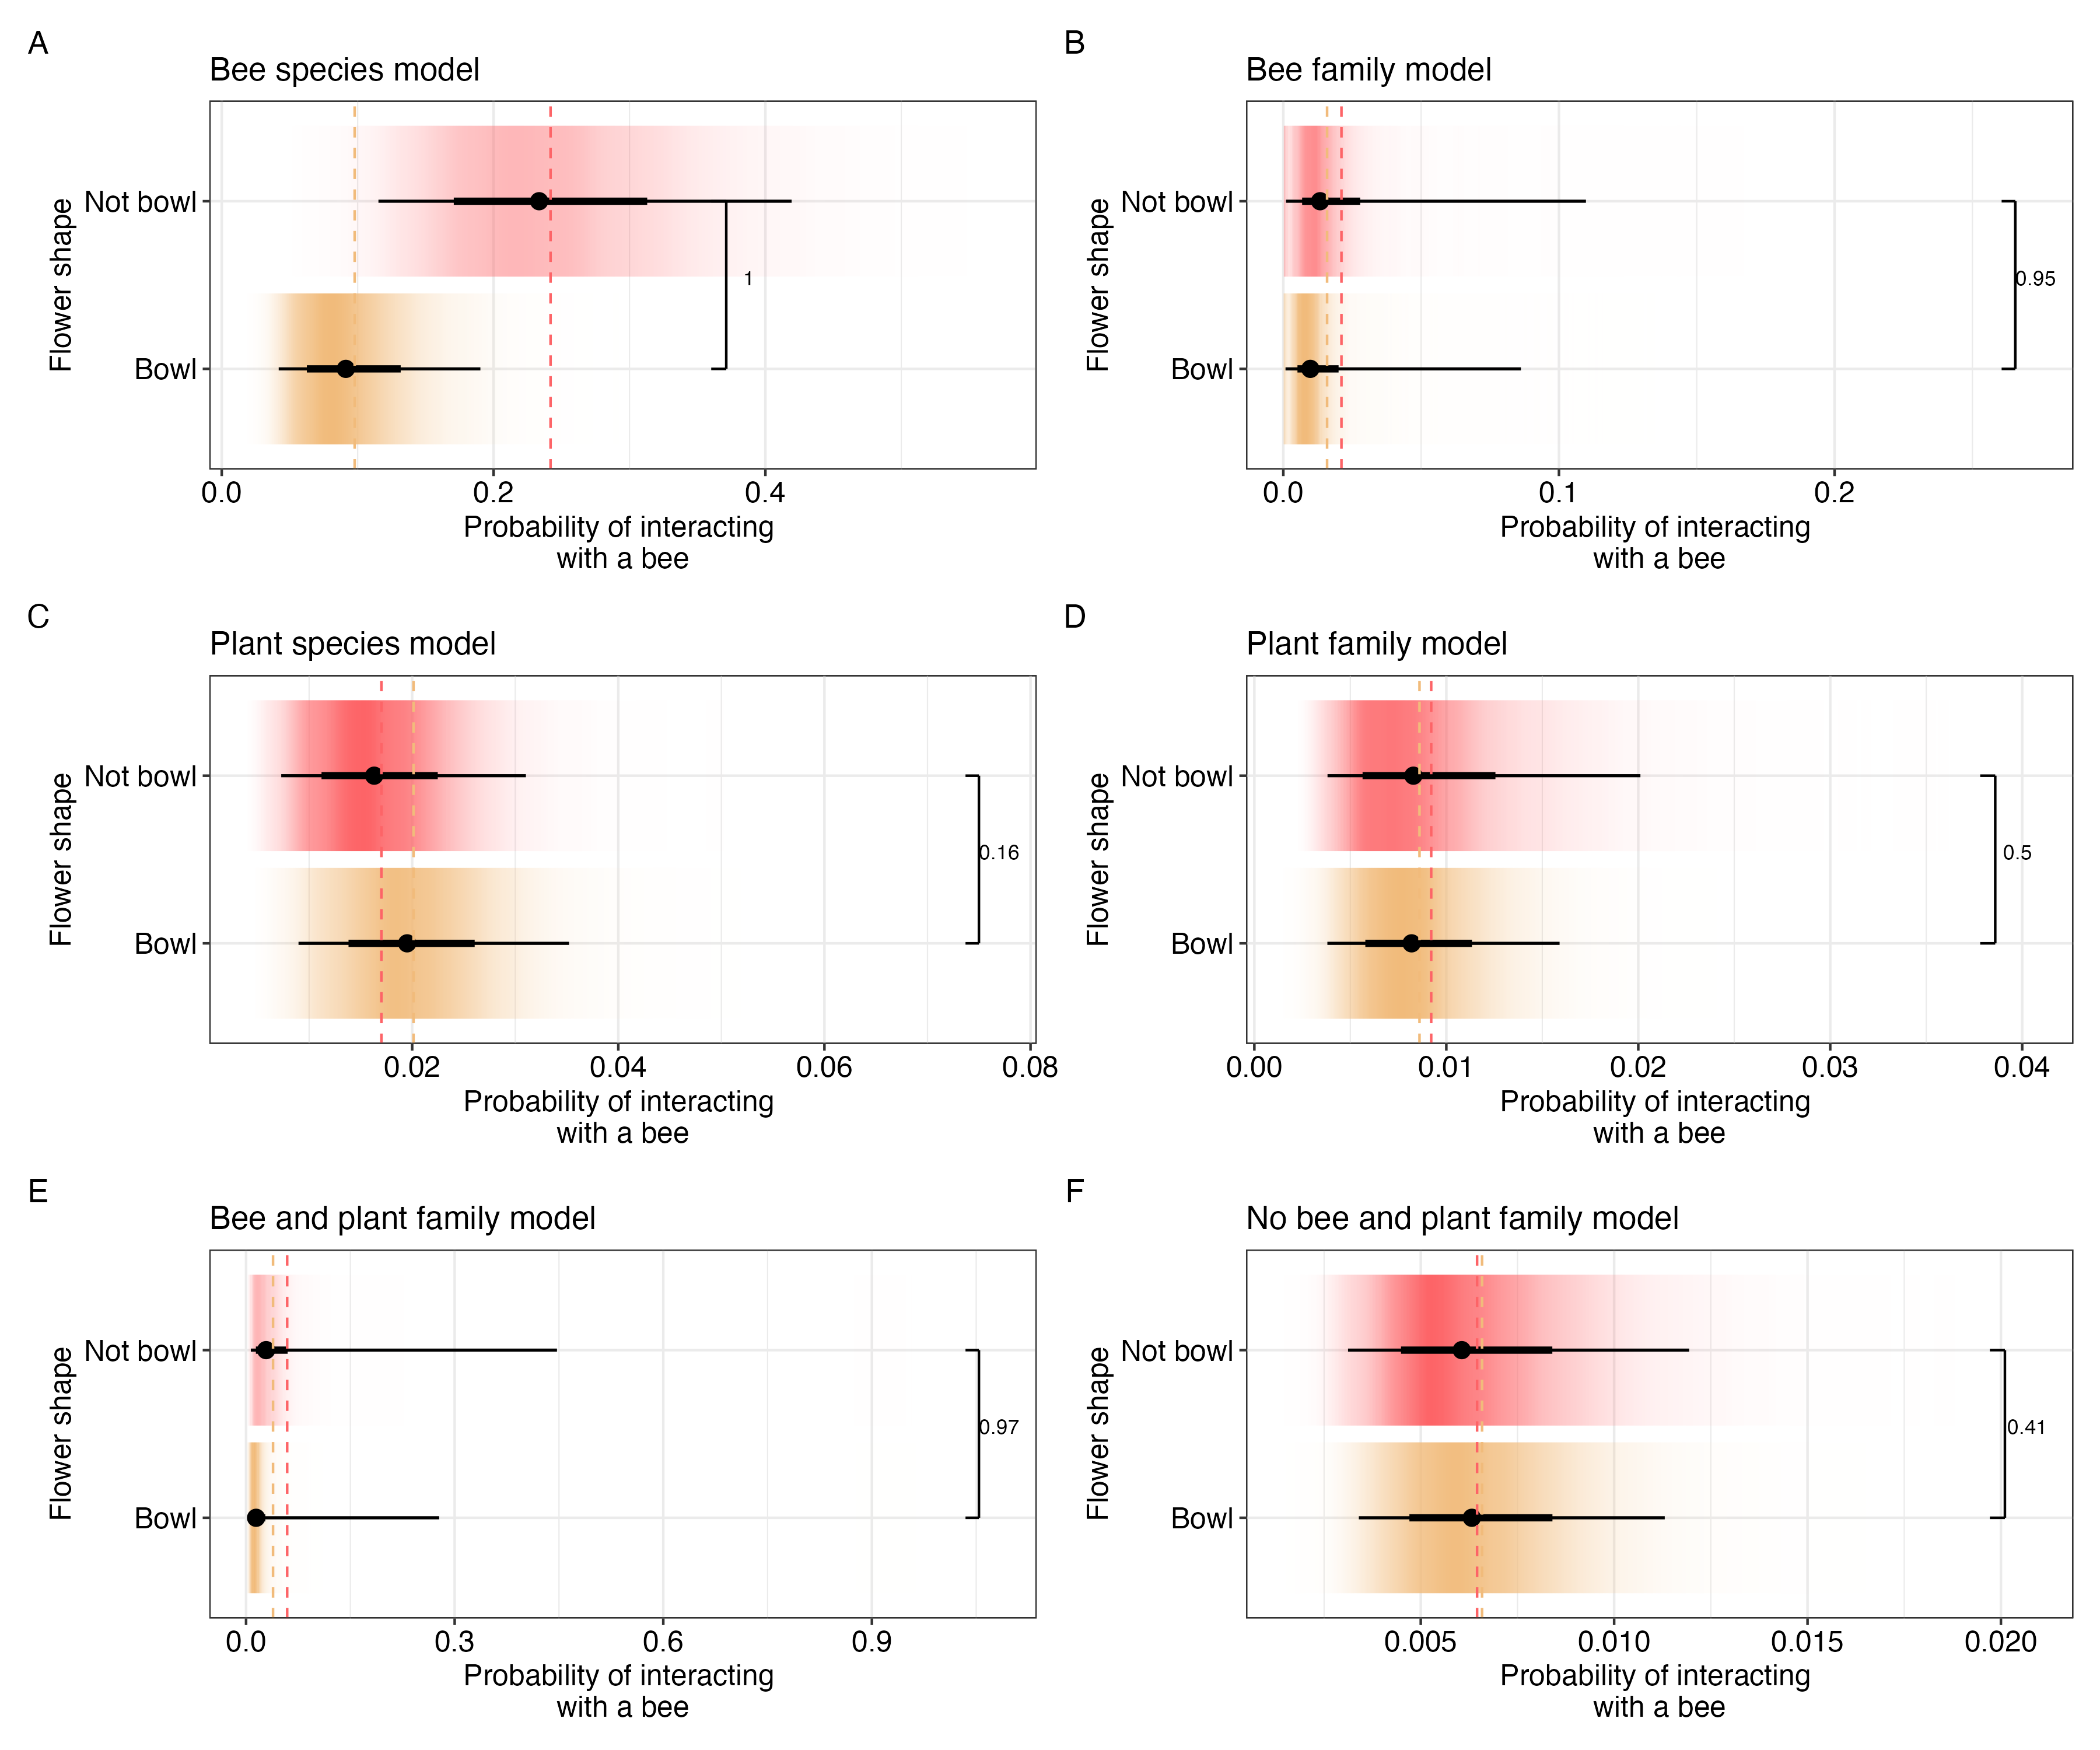 A
Bee species model
Flower shape
Not bowl
Bowl
1
0.0 0.2 0.4
Probability of interacting
with a bee
B
Bee family model
Flower shape
Not bowl
Bowl
0.95
0.0 0.1 0.2
Probability of interacting
with a bee
C
Plant species model
Flower shape
Not bowl
Bowl
0.16
0.02 0.04 0.06 0.08
Probability of interacting
with a bee
D
Plant family model
Flower shape
Not bowl
Bowl
0.5
0.00 0.01 0.02 0.03 0.04
Probability of interacting
with a bee
E
Bee and plant family model
Flower shape
Not bowl
Bowl
0.97
0.0 0.3 0.6 0.9
Probability of interacting
with a bee
F
No bee and plant family model
Flower shape
Not bowl
Bowl
0.41
0.005 0.010 0.015 0.020
Probability of interacting
with a bee